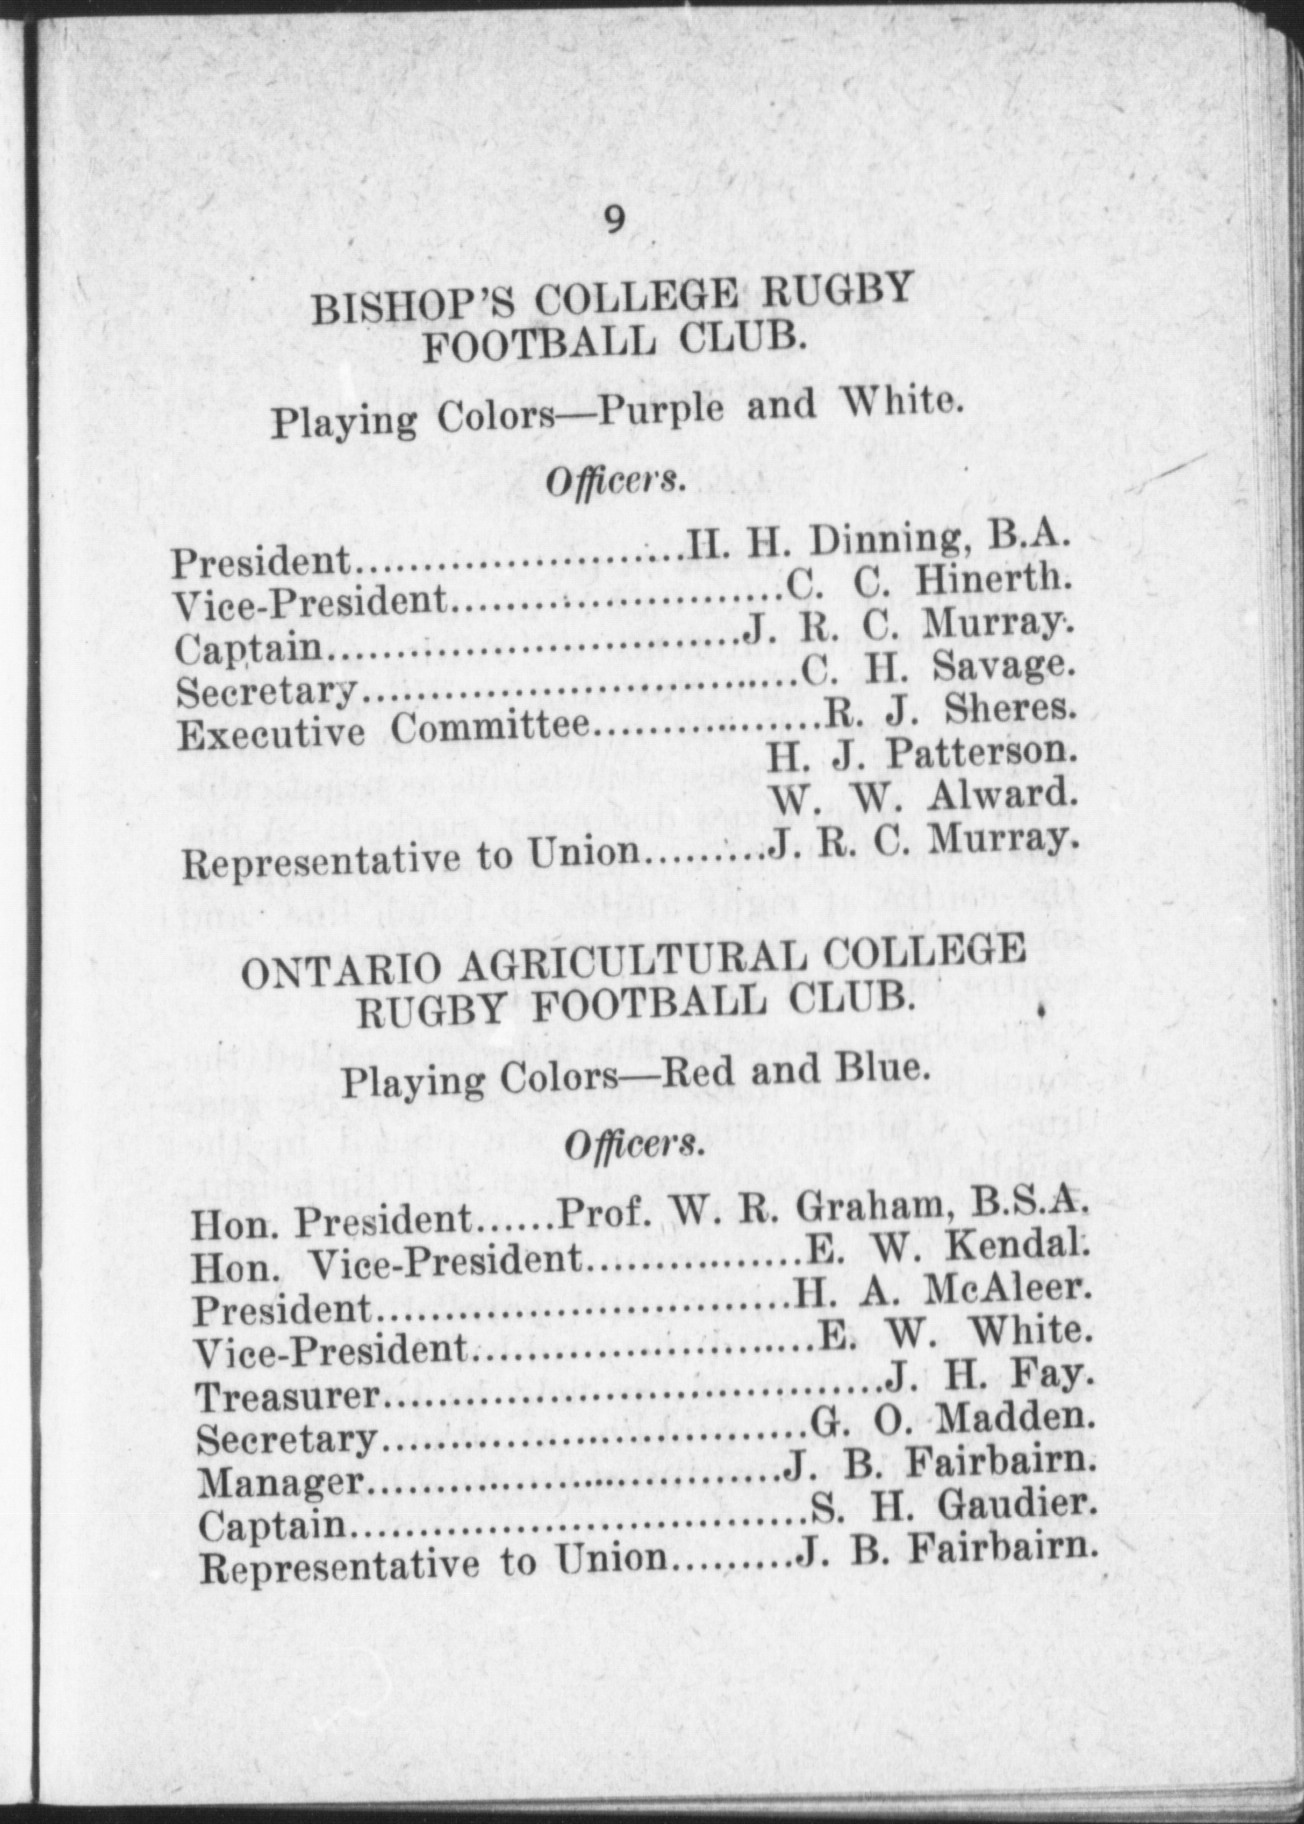 9
BISHOP'S COLLEGE RUGBY
FOOTBALL CLUB.
Playing Colors—Purple and White.
Officers.
President.........................H. H. Dinning, B.A.
Vice-President.........................C. C. Hinerth.
Captain...............................J. R. C. Murray.
Secretary................................C. H. Savage.
Executive Committee.................R. J. Sheres.
H. J. Patterson.
W. W. Alward.
Representative to Union.........J. R. C. Murray.
ONTARIO AGRICULTURAL COLLEGE
RUGBY FOOTBALL CLUB.
Playing Colors—Red and Blue.
Officers.
Hon. President......Prof. W. R. Graham, B.S.A.
Hon. Vice-President................E. W. Kendal.
President...............................H. A. McAleer.
Vice-President..........................E. W. White.
Treasurer.....................................J. H. Fay.
Secretary................................G. O. Madden.
Manager...............................J. B. Fairbairn.
Captain..................................S. H. Gaudier.
Representative to Union.........J. B. Fairbairn.